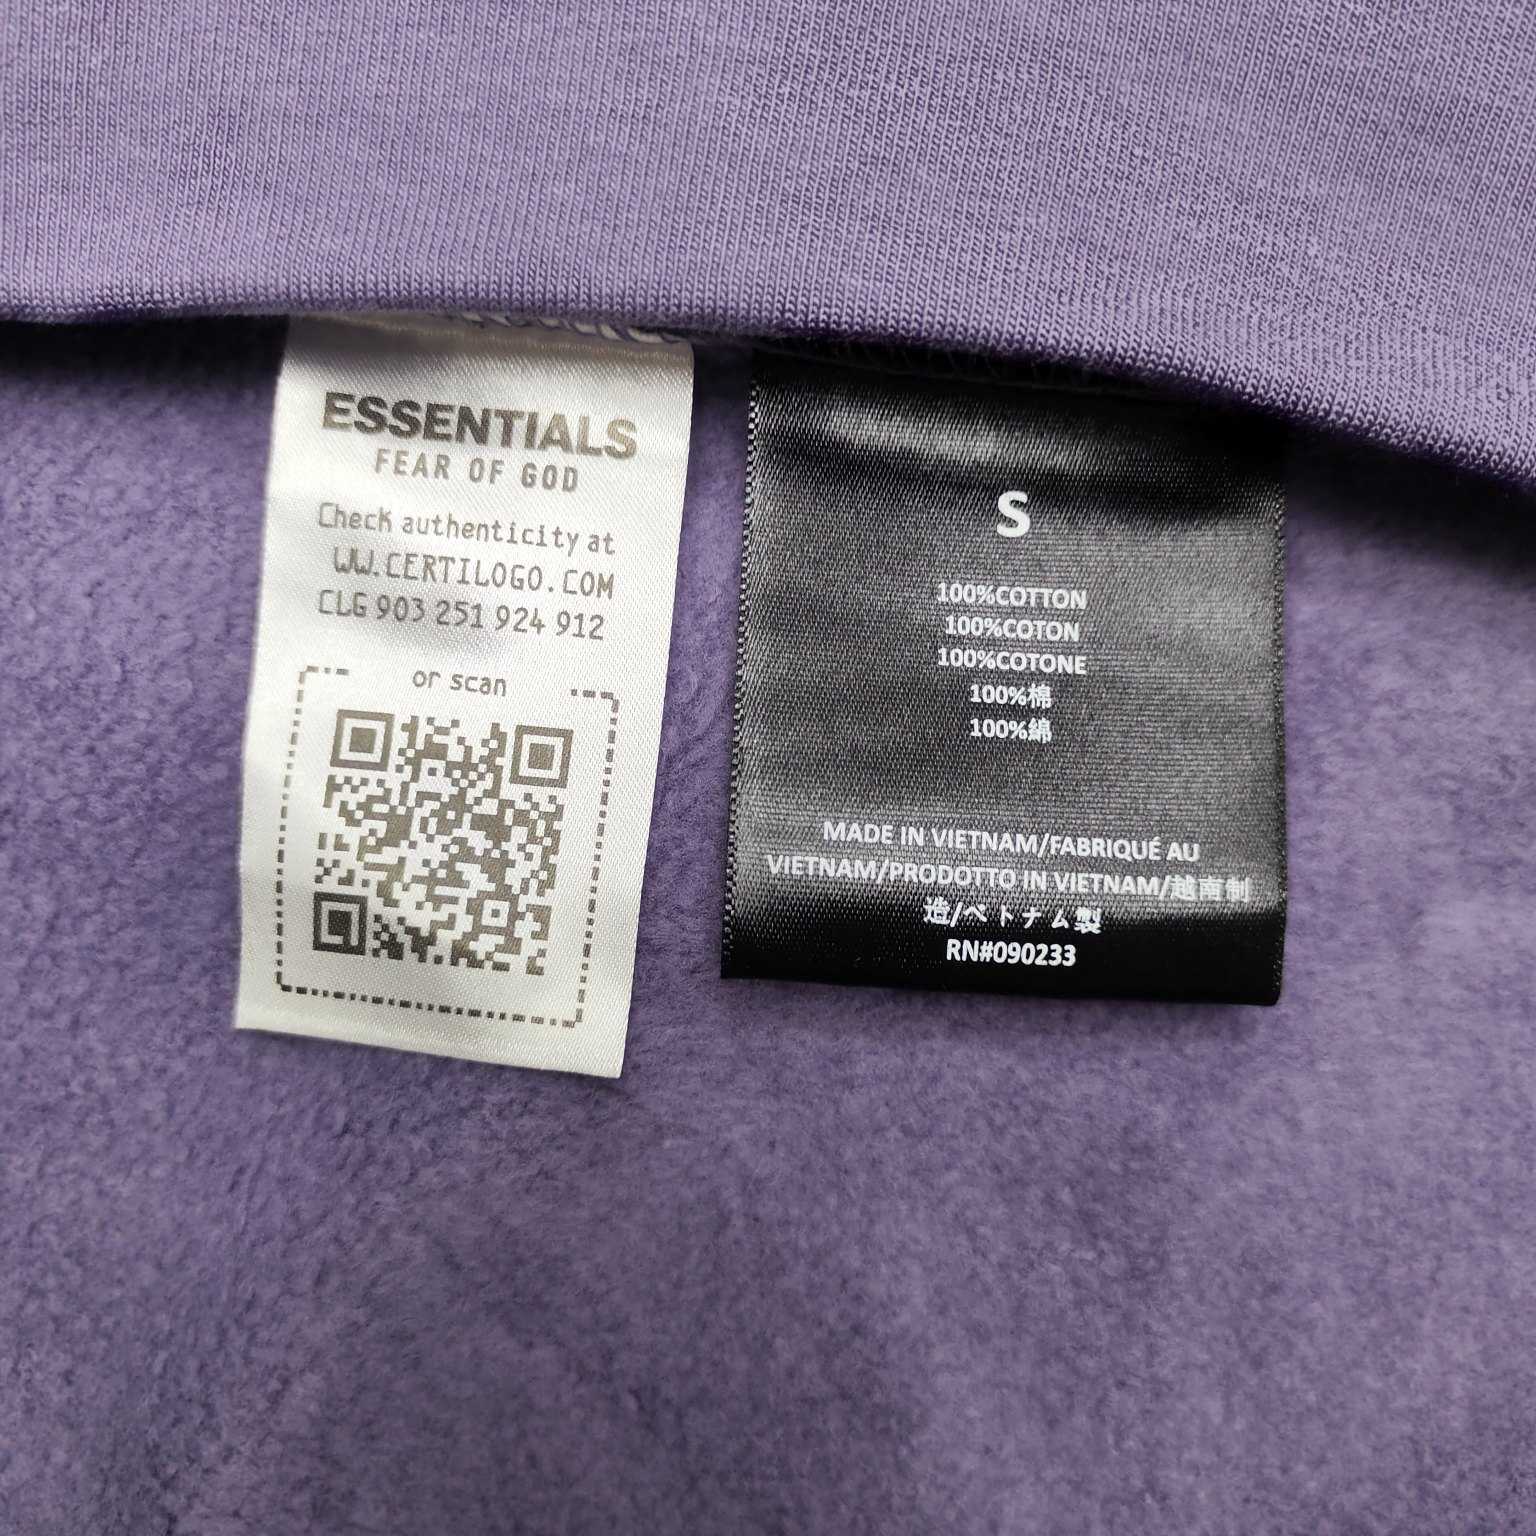 ESSENTIALS
FEAR OF GOD
Check authenticity at
WW.CERTILOGO.COM
CLG 903 251 924 912
or scan
S
100%COTTON
100%COTON
100%COTONE
100%棉
100%綿
MADE IN VIETNAM/FABRIQUÉ AU
VIETNAM/PRODOTTO IN VIETNAM/越南制
造/ベトナム製
RN#090233